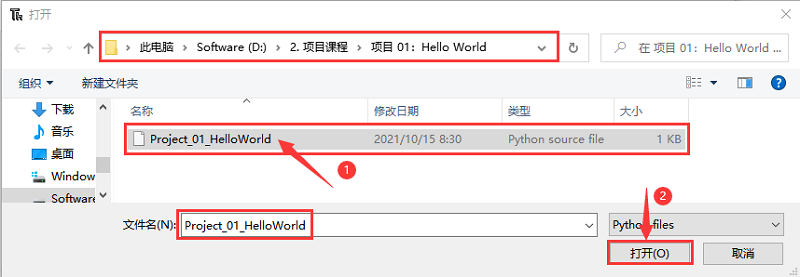 打开
此电脑 > Software (D:) > 2. 项目课程 > 项目 01：Hello World
在 项目 01：Hello World ...
组织 新建文件夹
名称 修改日期 类型 大小
下载
音乐
桌面
Window
Software
Project_01_HelloWorld 2021/10/15 8:30 Python source file 1 KB
1
2
文件名(N): Project_01_HelloWorld
Python files
打开(O) 取消